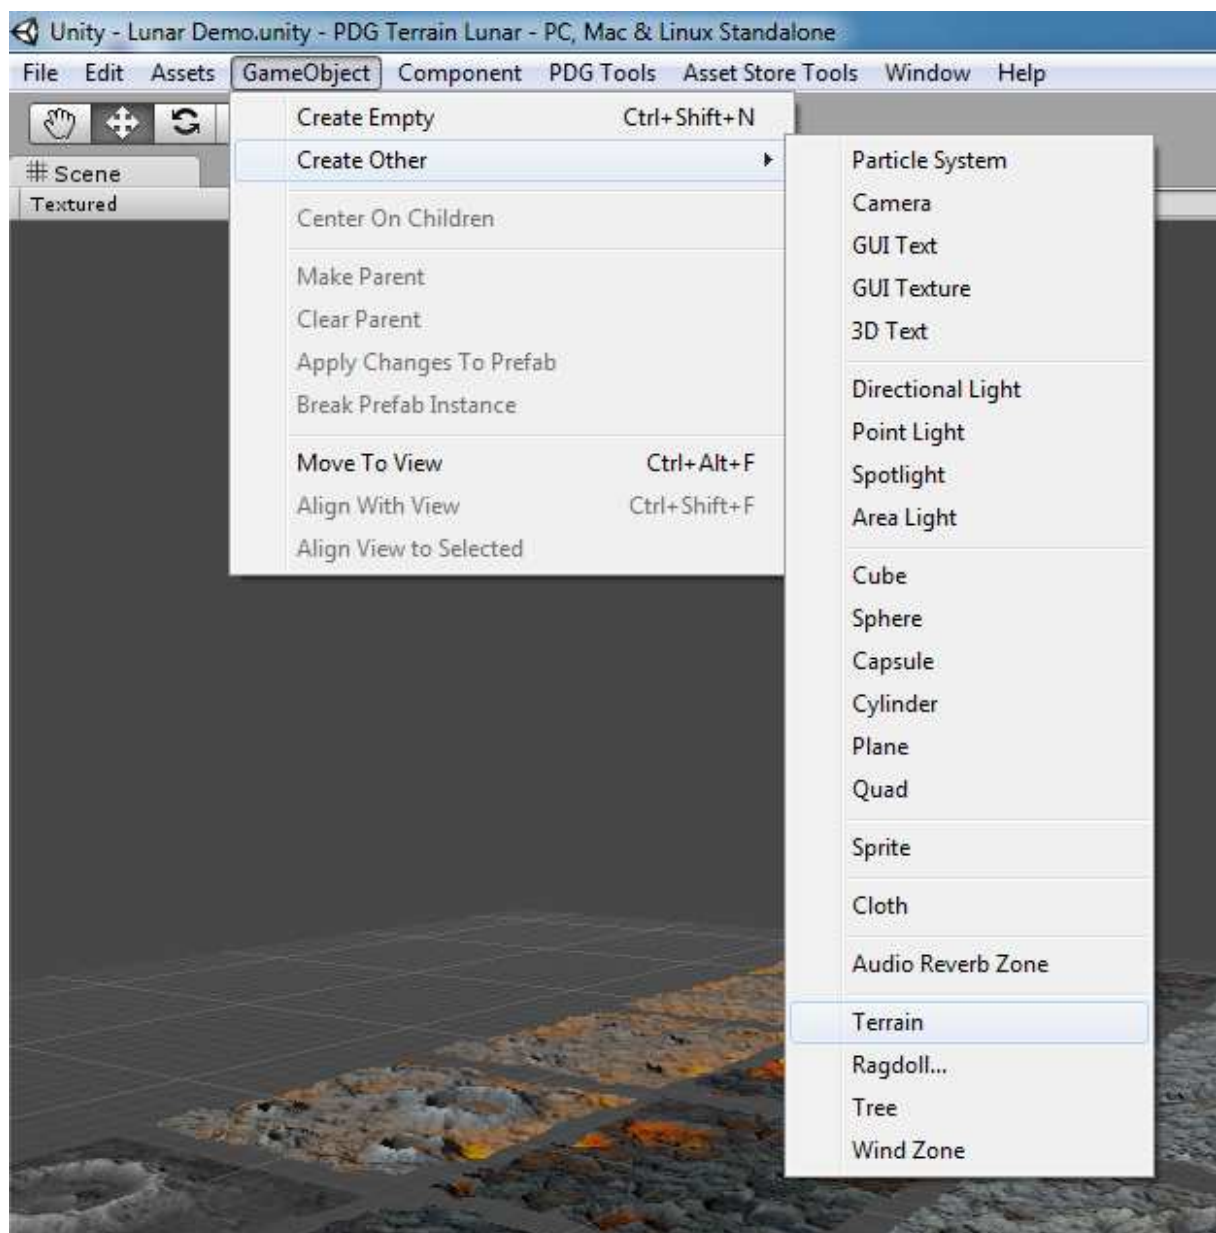 Unity - Lunar Demo.unity - PDG Terrain Lunar - PC, Mac & Linux Standalone
File Edit Assets GameObject Component PDG Tools Asset Store Tools Window Help
# Scene
Textured
Create Empty Ctrl+Shift+N
Create Other
Center On Children
Make Parent
Clear Parent
Apply Changes To Prefab
Break Prefab Instance
Move To View Ctrl+Alt+F
Align With View Ctrl+Shift+F
Align View to Selected
Particle System
Camera
GUI Text
GUI Texture
3D Text
Directional Light
Point Light
Spotlight
Area Light
Cube
Sphere
Capsule
Cylinder
Plane
Quad
Sprite
Cloth
Audio Reverb Zone
Terrain
Ragdoll...
Tree
Wind Zone